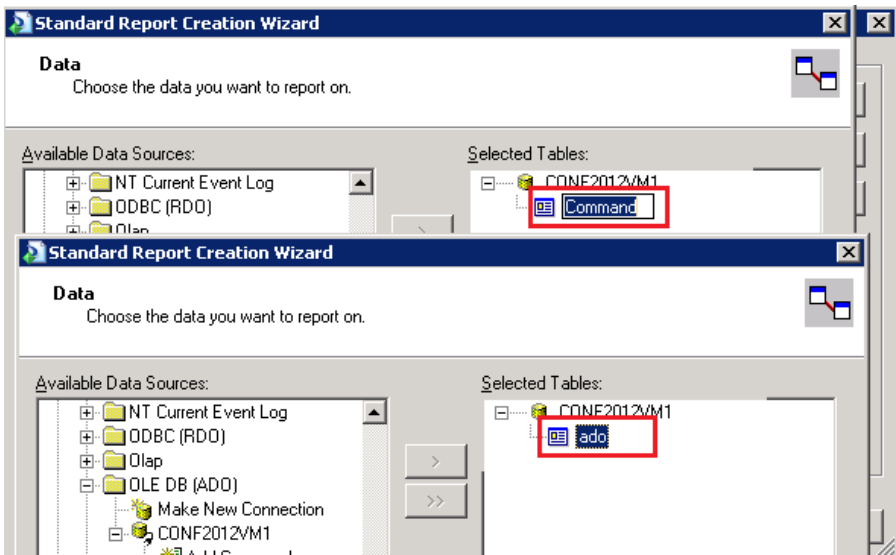 Standard Report Creation Wizard
Data
Choose the data you want to report on.
Available Data Sources:
Selected Tables:
NT Current Event Log
CONF2012VM1
ODBC (RDO)
Command
Olap
>
Standard Report Creation Wizard
Data
Choose the data you want to report on.
Available Data Sources:
Selected Tables:
NT Current Event Log
CONF2012VM1
ODBC (RDO)
ado
Olap
>
OLE DB (ADO)
Make New Connection
>>
CONF2012VM1
Add Command